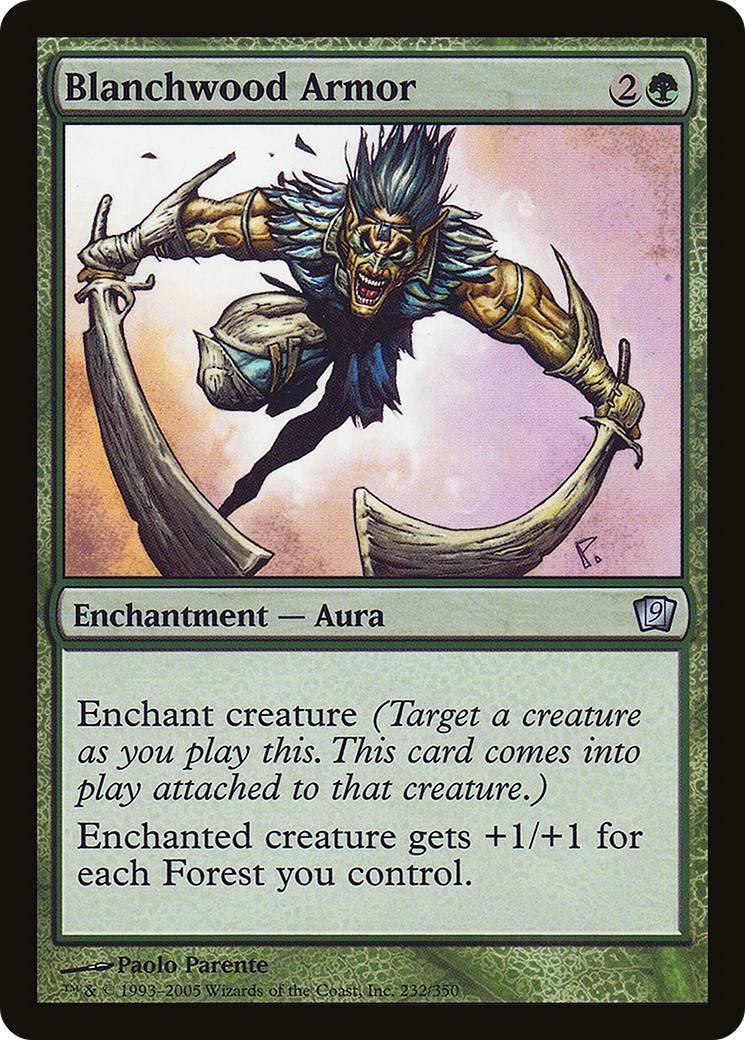 Blanchwood Armor 2
Enchantment — Aura 9
Enchant creature (Target a creature
as you play this. This card comes into
play attached to that creature.)
Enchanted creature gets +1/+1 for
each Forest you control.
Paolo Parente
™ & © 1993–2005 Wizards of the Coast, Inc. 232/350